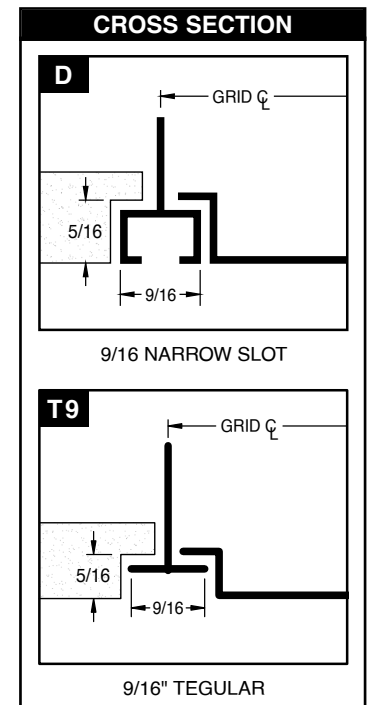 CROSS SECTION
D
GRID ℄
5/16
9/16
9/16 NARROW SLOT
T9
GRID ℄
5/16
9/16
9/16" TEGULAR